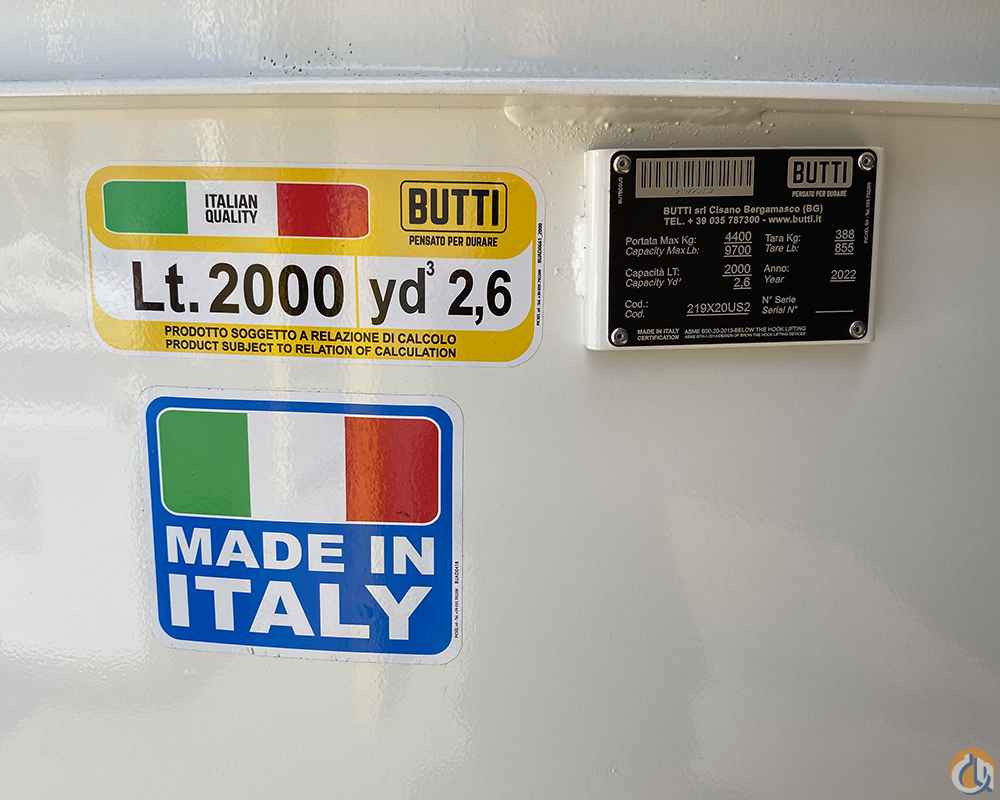 ITALIAN
QUALITY
BUTTI
PENSATO PER DURARE
Lt. 2000 yd³ 2,6
PRODOTTO SOGGETTO A RELAZIONE DI CALCOLO
PRODUCT SUBJECT TO RELATION OF CALCULATION
MADE IN
ITALY
BUTTI
PENSATO PER DURARE
BUTTI srl Cisano Bergamasco (BG)
TEL. + 39 035 787300 - www.butti.it
Portata Max Kg: 4400 Tara Kg: 388
Capacity Max Lb: 9700 Tare Lb: 855
Capacità LT: 2000 Anno: 2022
Capacity Yd³ 2,6 Year
Cod.: 219X20US2 N° Serie
Cod. Serial N°
MADE IN ITALY ASME B30-20-2013-BELOW THE HOOK LIFTING
CERTIFICATION